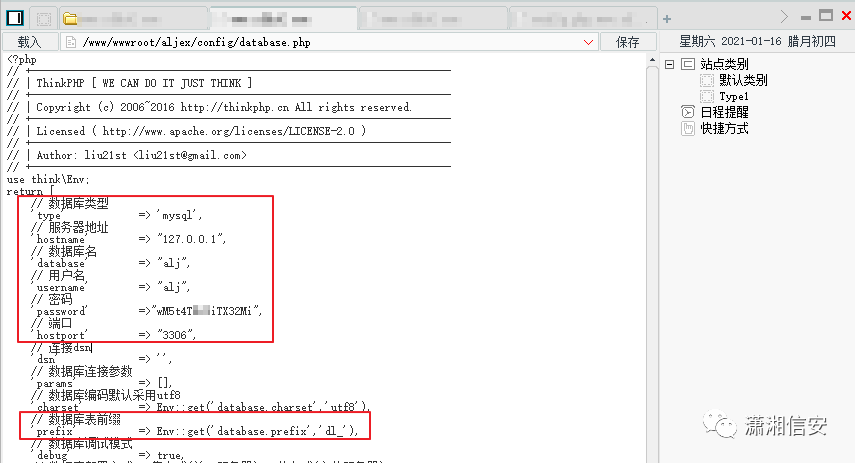 载入
/www/wwwroot/aljex/config/database.php
保存
星期六 2021-01-16 腊月初四
<?php
// +----------------------------------------------------------------------
// | ThinkPHP [ WE CAN DO IT JUST THINK ]
// +----------------------------------------------------------------------
// | Copyright (c) 2006~2016 http://thinkphp.cn All rights reserved.
// +----------------------------------------------------------------------
// | Licensed ( http://www.apache.org/licenses/LICENSE-2.0 )
// +----------------------------------------------------------------------
// | Author: liu21st <liu21st@gmail.com>
// +----------------------------------------------------------------------
use think\Env;
return [
// 数据库类型
'type' => 'mysql',
// 服务器地址
'hostname' => "127.0.0.1",
// 数据库名
'database' => "alj",
// 用户名
'username' => "alj",
// 密码
'password' =>"wM5t4T iTX32Mi",
// 端口
'hostport' => "3306",
// 连接dsn
'dsn' => '',
// 数据库连接参数
'params' => [],
// 数据库编码默认采用utf8
'charset' => Env::get('database.charset','utf8'),
// 数据库表前缀
'prefix' => Env::get('database.prefix','dl_'),
// 数据库调试模式
'debug' => true,
站点类别
默认类别
Type1
日程提醒
快捷方式
潇湘信安